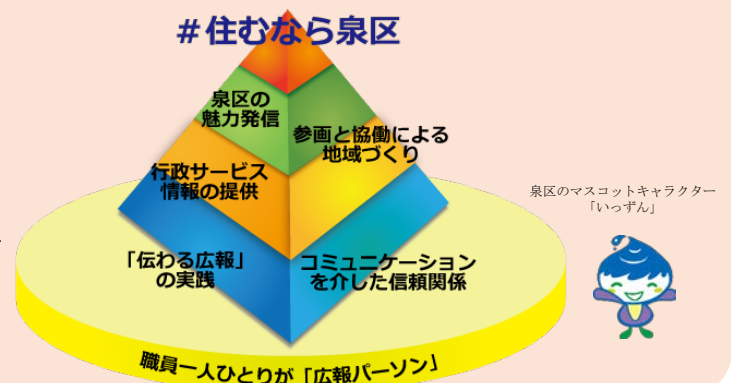 #住むなら泉区
泉区の
魅力発信
参画と協働による
地域づくり
行政サービス
情報の提供
「伝わる広報」
の実践
コミュニケーション
を介した信頼関係
職員一人ひとりが「広報パーソン」
泉区のマスコットキャラクター
「いっずん」